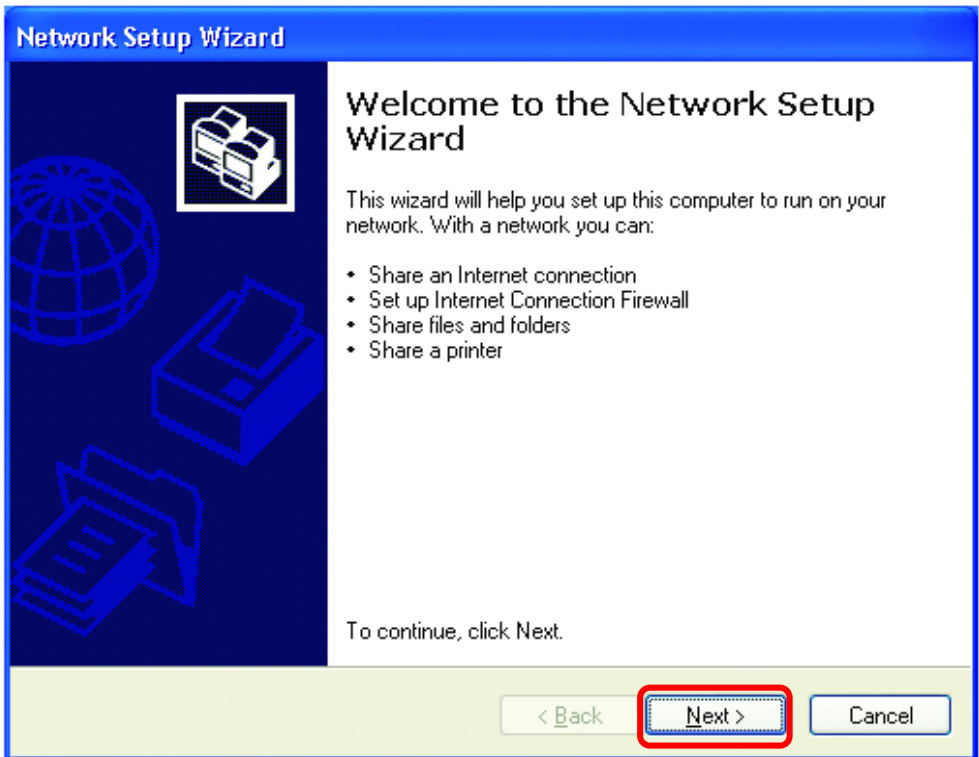 Network Setup Wizard
Welcome to the Network Setup
Wizard
This wizard will help you set up this computer to run on your
network. With a network you can:
• Share an Internet connection
• Set up Internet Connection Firewall
• Share files and folders
• Share a printer
To continue, click Next.
< Back Next > Cancel